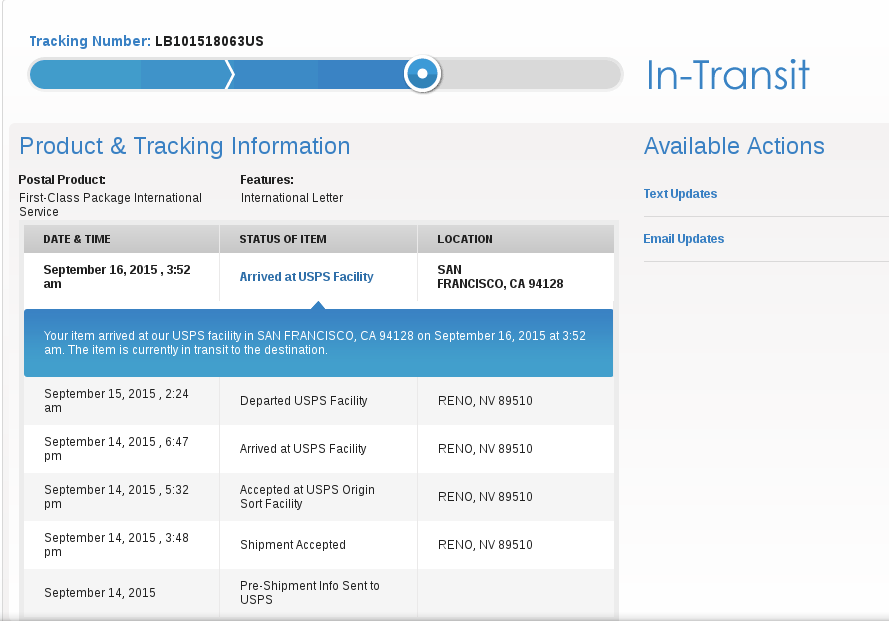 Tracking Number: LB101518063US
In-Transit
Product & Tracking Information
Available Actions
Postal Product:
Features:
First-Class Package International
Service
International Letter
Text Updates
Email Updates
DATE & TIME
STATUS OF ITEM
LOCATION
September 16, 2015 , 3:52
am
Arrived at USPS Facility
SAN
FRANCISCO, CA 94128
Your item arrived at our USPS facility in SAN FRANCISCO, CA 94128 on September 16, 2015 at 3:52
am. The item is currently in transit to the destination.
September 15, 2015 , 2:24
am
Departed USPS Facility
RENO, NV 89510
September 14, 2015 , 6:47
pm
Arrived at USPS Facility
RENO, NV 89510
September 14, 2015 , 5:32
pm
Accepted at USPS Origin
Sort Facility
RENO, NV 89510
September 14, 2015 , 3:48
pm
Shipment Accepted
RENO, NV 89510
September 14, 2015
Pre-Shipment Info Sent to
USPS